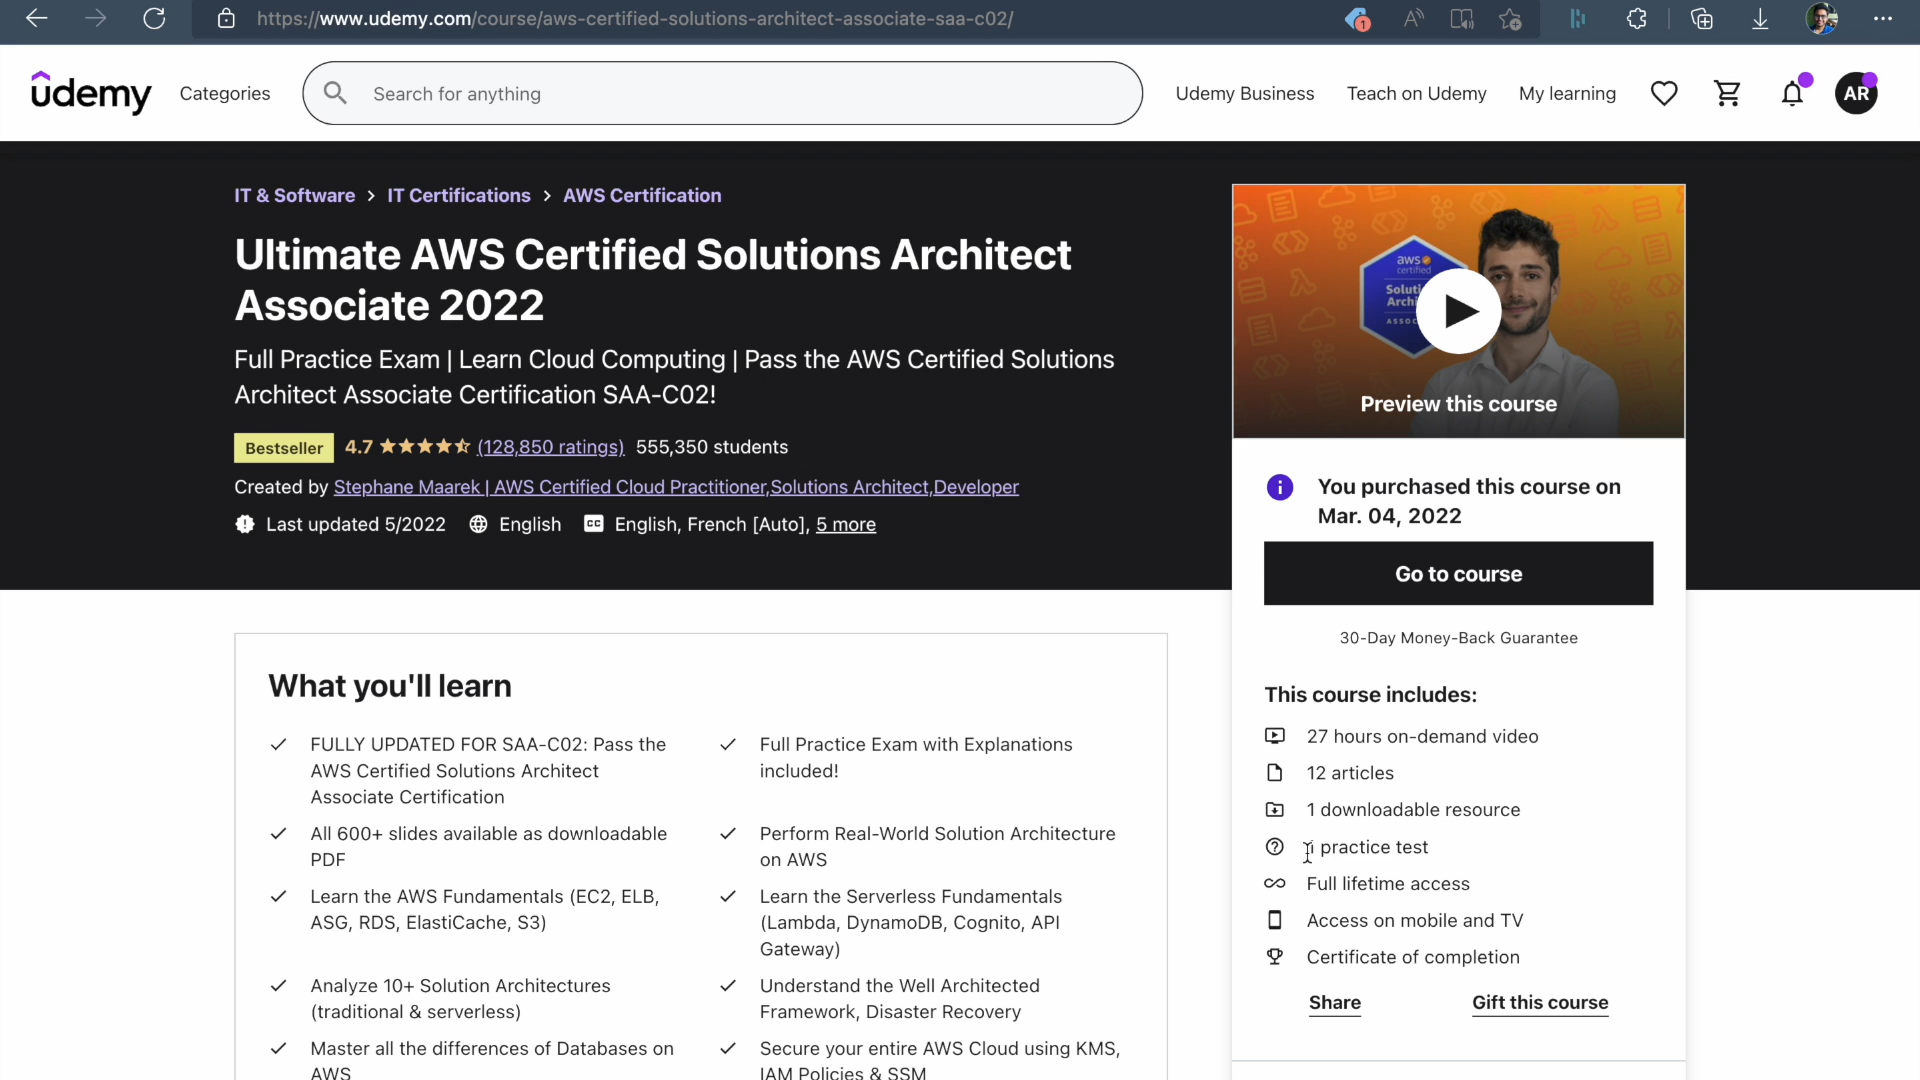 https://www.udemy.com/course/aws-certified-solutions-architect-associate-saa-c02/
1
udemy
Categories
Search for anything
Udemy Business
Teach on Udemy
My learning
AR
IT & Software > IT Certifications > AWS Certification
Ultimate AWS Certified Solutions Architect
Associate 2022
Full Practice Exam | Learn Cloud Computing | Pass the AWS Certified Solutions
Architect Associate Certification SAA-C02!
Bestseller 4.7 (128,850 ratings) 555,350 students
Created by Stephane Maarek | AWS Certified Cloud Practitioner,Solutions Architect,Developer
Last updated 5/2022 English CC English, French [Auto], 5 more
aws
certified
Preview this course
You purchased this course on
Mar. 04, 2022
Go to course
30-Day Money-Back Guarantee
This course includes:
27 hours on-demand video
12 articles
1 downloadable resource
1 practice test
Full lifetime access
Access on mobile and TV
Certificate of completion
Share
Gift this course
What you'll learn
FULLY UPDATED FOR SAA-C02: Pass the
AWS Certified Solutions Architect
Associate Certification
Full Practice Exam with Explanations
included!
All 600+ slides available as downloadable
PDF
Perform Real-World Solution Architecture
on AWS
Learn the AWS Fundamentals (EC2, ELB,
ASG, RDS, ElastiCache, S3)
Learn the Serverless Fundamentals
(Lambda, DynamoDB, Cognito, API
Gateway)
Analyze 10+ Solution Architectures
(traditional & serverless)
Understand the Well Architected
Framework, Disaster Recovery
Master all the differences of Databases on
AWS
Secure your entire AWS Cloud using KMS,
IAM Policies & SSM